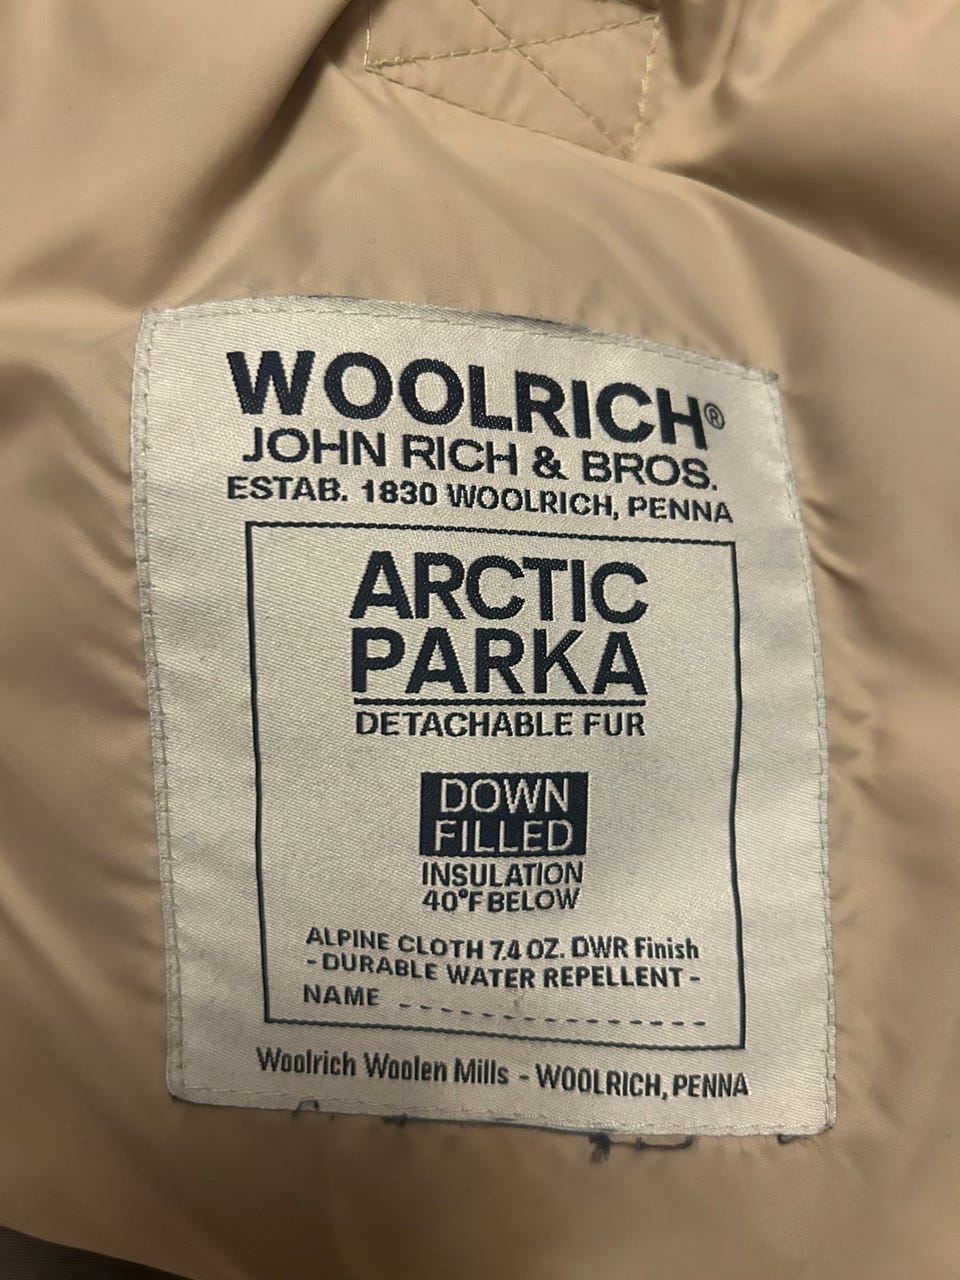 WOOLRICH®
JOHN RICH & BROS.
ESTAB. 1830 WOOLRICH, PENNA
ARCTIC
PARKA
DETACHABLE FUR
DOWN
FILLED
INSULATION
40°F BELOW
ALPINE CLOTH 7.4 OZ. DWR Finish
- DURABLE WATER REPELLENT -
NAME
Woolrich Woolen Mills - WOOLRICH, PENNA